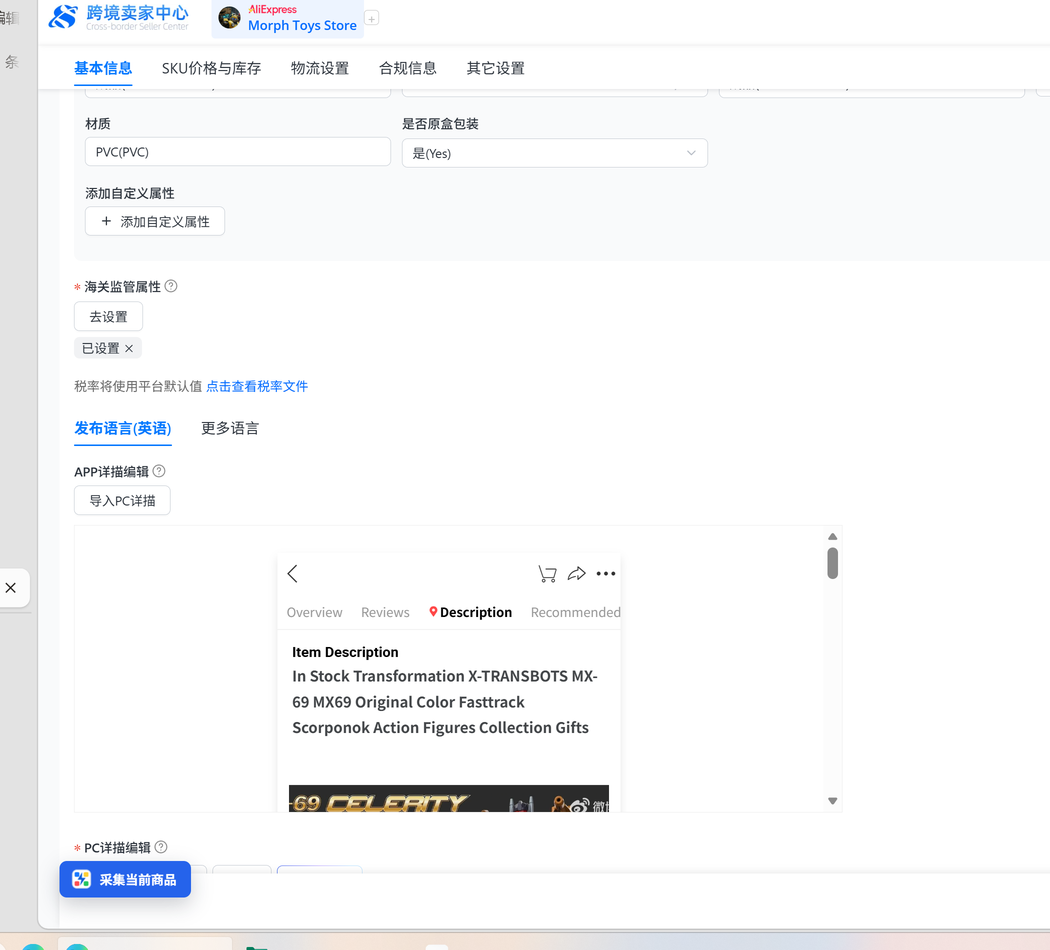 跨境卖家中心
Cross-border Seller Center
AliExpress
Morph Toys Store
条
基本信息
SKU价格与库存
物流设置
合规信息
其它设置
材质
是否原盒包装
PVC(PVC)
是(Yes)
添加自定义属性
+ 添加自定义属性
* 海关监管属性
去设置
已设置 ×
税率将使用平台默认值 点击查看税率文件
发布语言(英语)
更多语言
APP详描编辑
导入PC详描
Overview
Reviews
Description
Recommended
Item Description
In Stock Transformation X-TRANSBOTS MX-
69 MX69 Original Color Fasttrack
Scorponok Action Figures Collection Gifts
-69 CELERITY
* PC详描编辑
采集当前商品